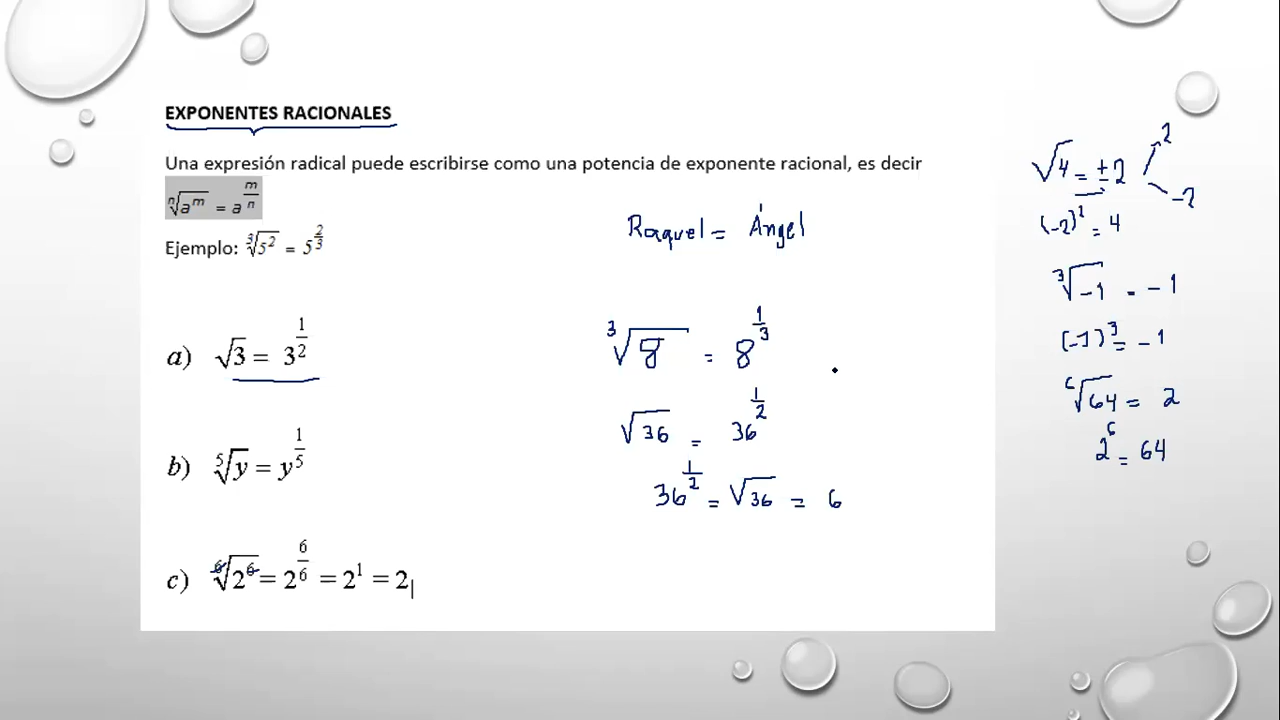 EXPONENTES RACIONALES
Una expresión radical puede escribirse como una potencia de exponente racional, es decir
ⁿ√aᵐ = a^(m/n)
Ejemplo: ³√5² = 5^(2/3)
a) √3 = 3^(1/2)
b) ⁵√y = y^(1/5)
c) ⁶√2⁶ = 2^(6/6) = 2¹ = 2
Raquel = Ángel
³√8 = 8^(1/3)
√36 = 36^(1/2)
36^(1/2) = √36 = 6
√4 = ±2
2
-2
(-2)² = 4
³√-1 = -1
(-1)³ = -1
⁶√64 = 2
2⁶ = 64